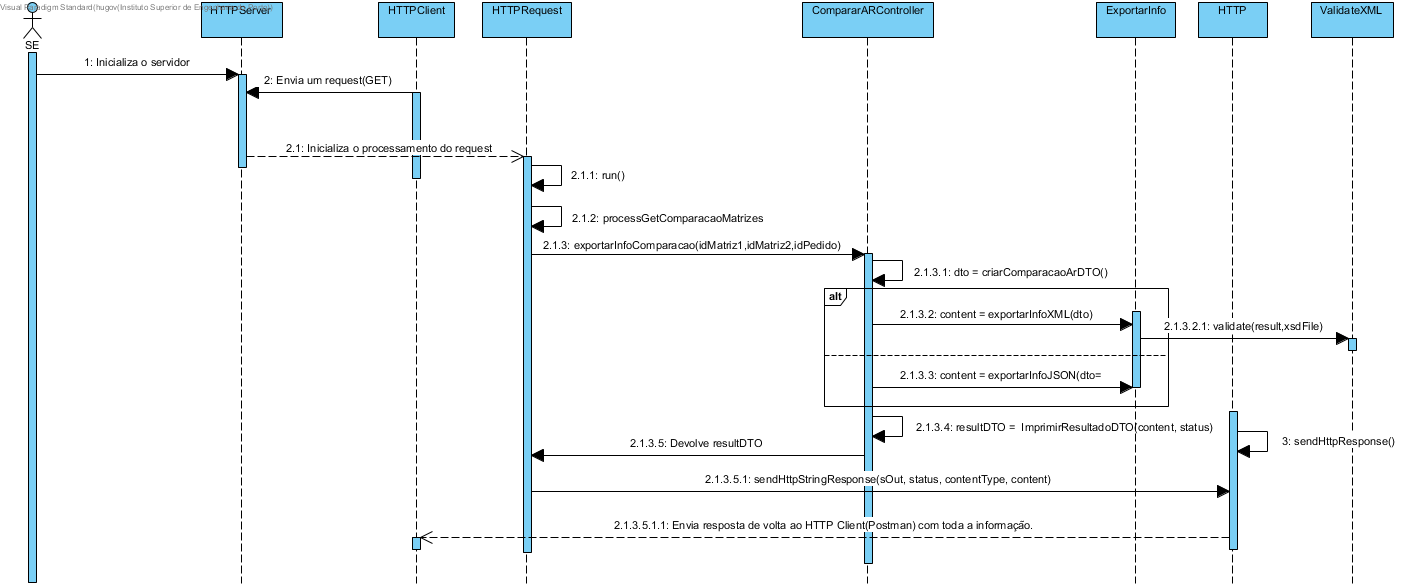 Visual Paradigm Standard(hugov(Instituto Superior de
HTTPServer
HTTPClient
HTTPRequest
CompararARController
ExportarInfo
HTTP
ValidateXML
SE
1: Inicializa o servidor
2: Envia um request(GET)
2.1: Inicializa o processamento do request
2.1.1: run()
2.1.2: processGetComparacaoMatrizes
2.1.3: exportarInfoComparacao(idMatriz1,idMatriz2,idPedido)
2.1.3.1: dto = criarComparacaoArDTO()
alt
2.1.3.2: content = exportarInfoXML(dto)
2.1.3.2.1: validate(result,xsdFile)
2.1.3.3: content = exportarInfoJSON(dto=
2.1.3.4: resultDTO = ImprimirResultadoDTO(content, status)
2.1.3.5: Devolve resultDTO
3: sendHttpResponse()
2.1.3.5.1: sendHttpStringResponse(sOut, status, contentType, content)
2.1.3.5.1.1: Envia resposta de volta ao HTTP Client(Postman) com toda a informação.